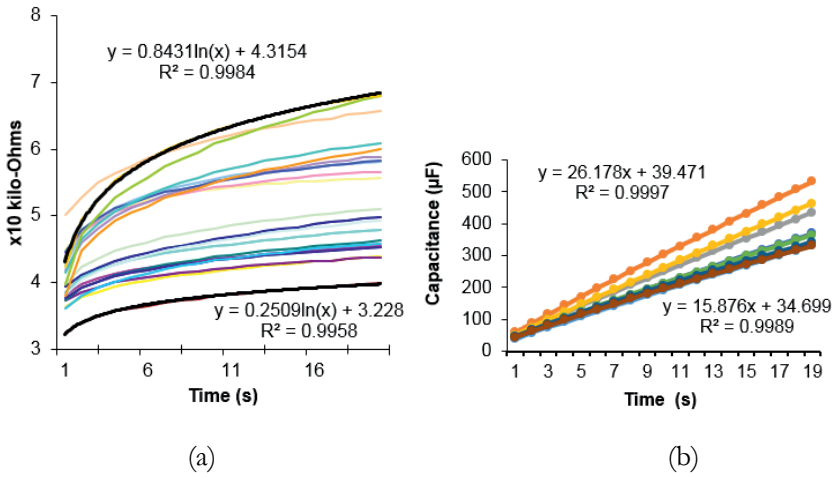 8
y = 0.8431ln(x) + 4.3154
R² = 0.9984
7
6
x10 kilo-Ohms
5
4
y = 0.2509ln(x) + 3.228
R² = 0.9958
3
1 6 11 16
Time (s)
(a)
600
y = 26.178x + 39.471
R² = 0.9997
500
400
Capacitance (µF)
300
200
y = 15.876x + 34.699
R² = 0.9989
100
0
1 3 5 7 9 11 13 15 17 19
Time (s)
(b)